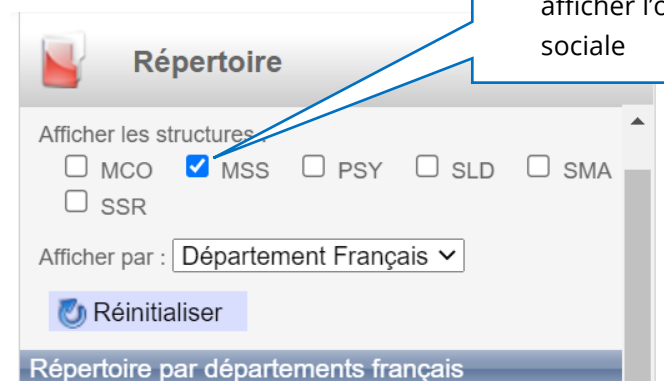 afficher l'o
sociale
Répertoire
Afficher les structures :
MCO MSS PSY SLD SMA
SSR
Afficher par : Département Français
Réinitialiser
Répertoire par départements français